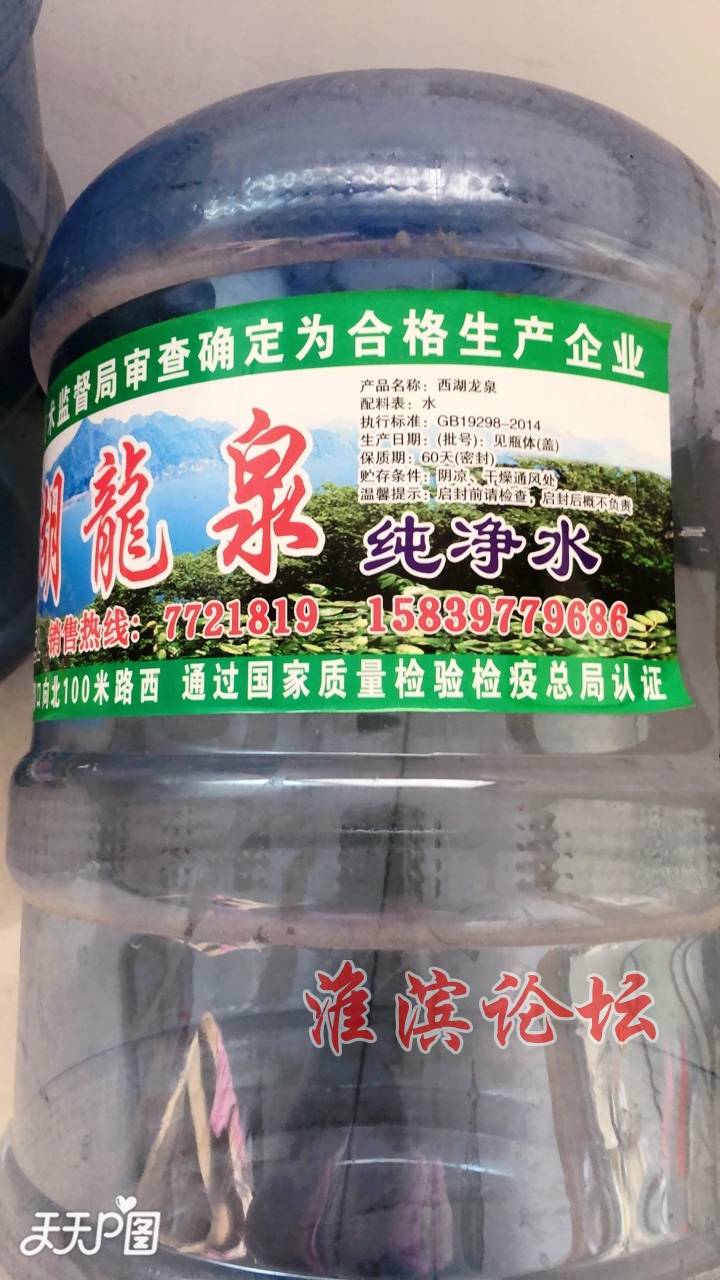 术监督局审查确定为合格生产企业
产品名称：西湖龙泉
配料表：水
执行标准：GB19298-2014
生产日期：(批号)：见瓶体(盖)
保质期：60天(密封)
贮存条件：阴凉、干燥通风处
温馨提示：启封前请检查，启封后概不负责
湖龍泉
纯净水
销售热线：7721819 15839779686
口向北100米路西 通过国家质量检验检疫总局认证
淮滨论坛
天天P图